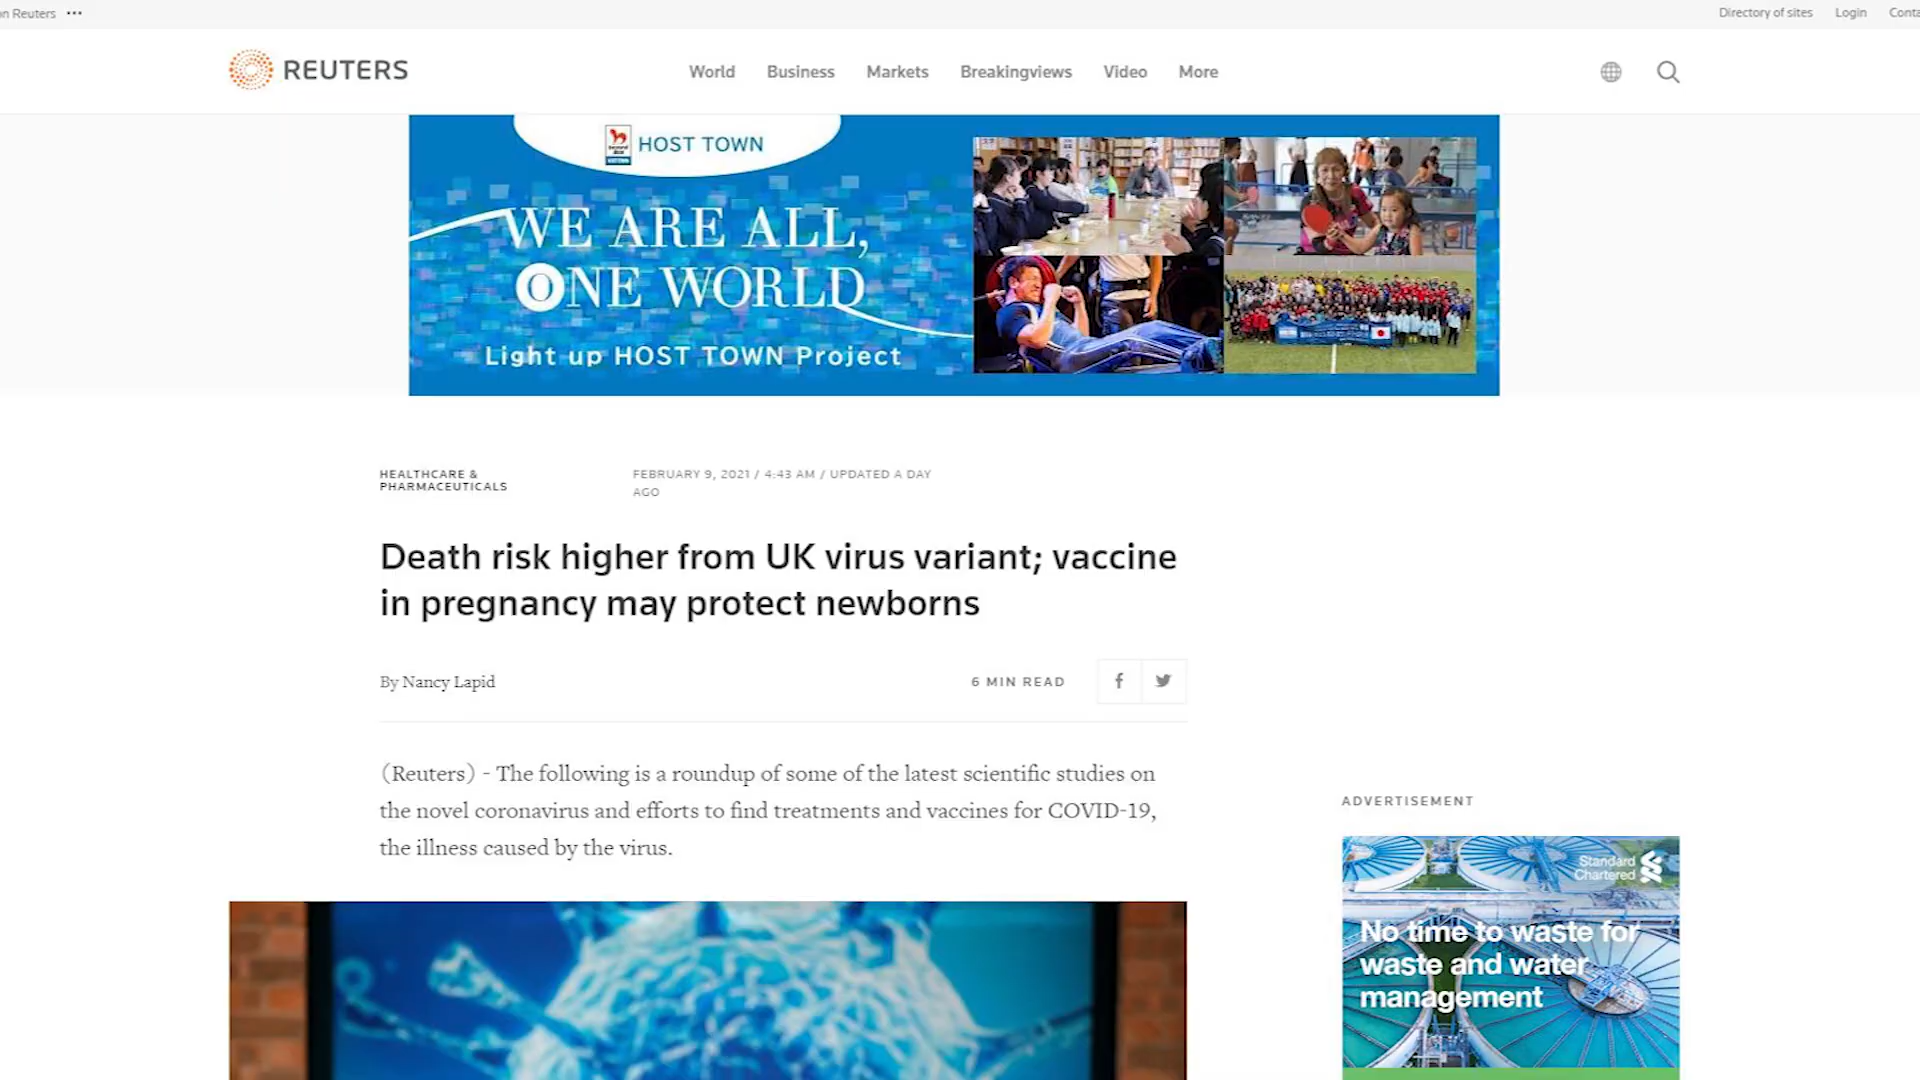 on Reuters
Directory of sites Login Conta
REUTERS
World Business Markets Breakingviews Video More
HOST TOWN
WE ARE ALL,
ONE WORLD
Light up HOST TOWN Project
HEALTHCARE &
PHARMACEUTICALS
FEBRUARY 9, 2021 / 4:43 AM / UPDATED A DAY
AGO
Death risk higher from UK virus variant; vaccine
in pregnancy may protect newborns
By Nancy Lapid
6 MIN READ
(Reuters) - The following is a roundup of some of the latest scientific studies on
the novel coronavirus and efforts to find treatments and vaccines for COVID-19,
the illness caused by the virus.
ADVERTISEMENT
Standard
Chartered
No time to waste for
waste and water
management